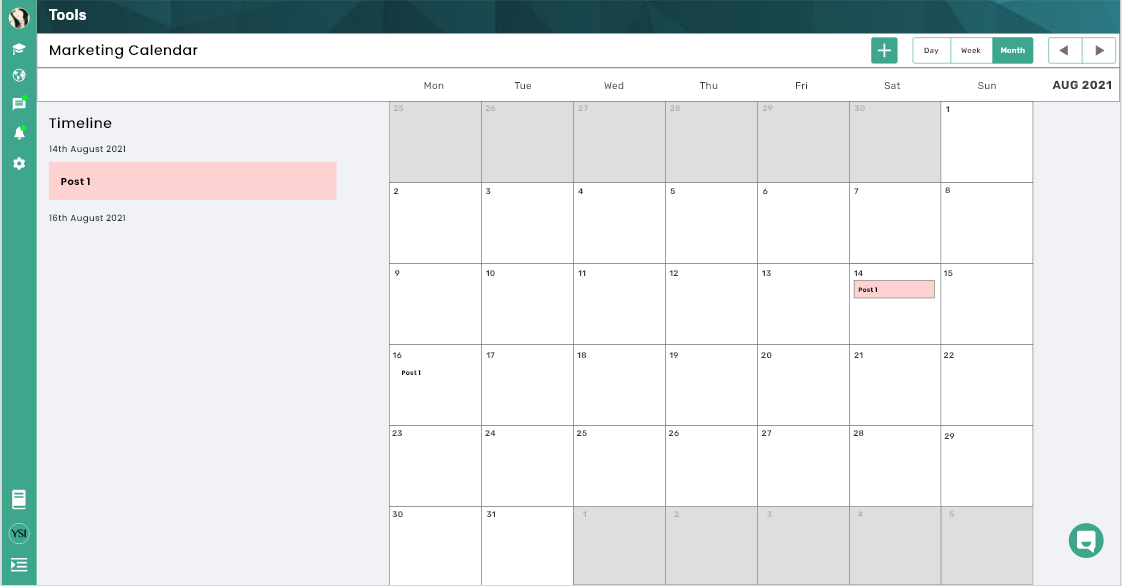 Tools
Marketing Calendar
Day Week Month
Mon Tue Wed Thu Fri Sat Sun AUG 2021
Timeline
14th August 2021
Post 1
16th August 2021
25 26 27 28 29 30 1
2 3 4 5 6 7 8
9 10 11 12 13 14 15
Post 1
16 17 18 19 20 21 22
Post 1
23 24 25 26 27 28 29
30 31 1 2 3 4 5
YSI